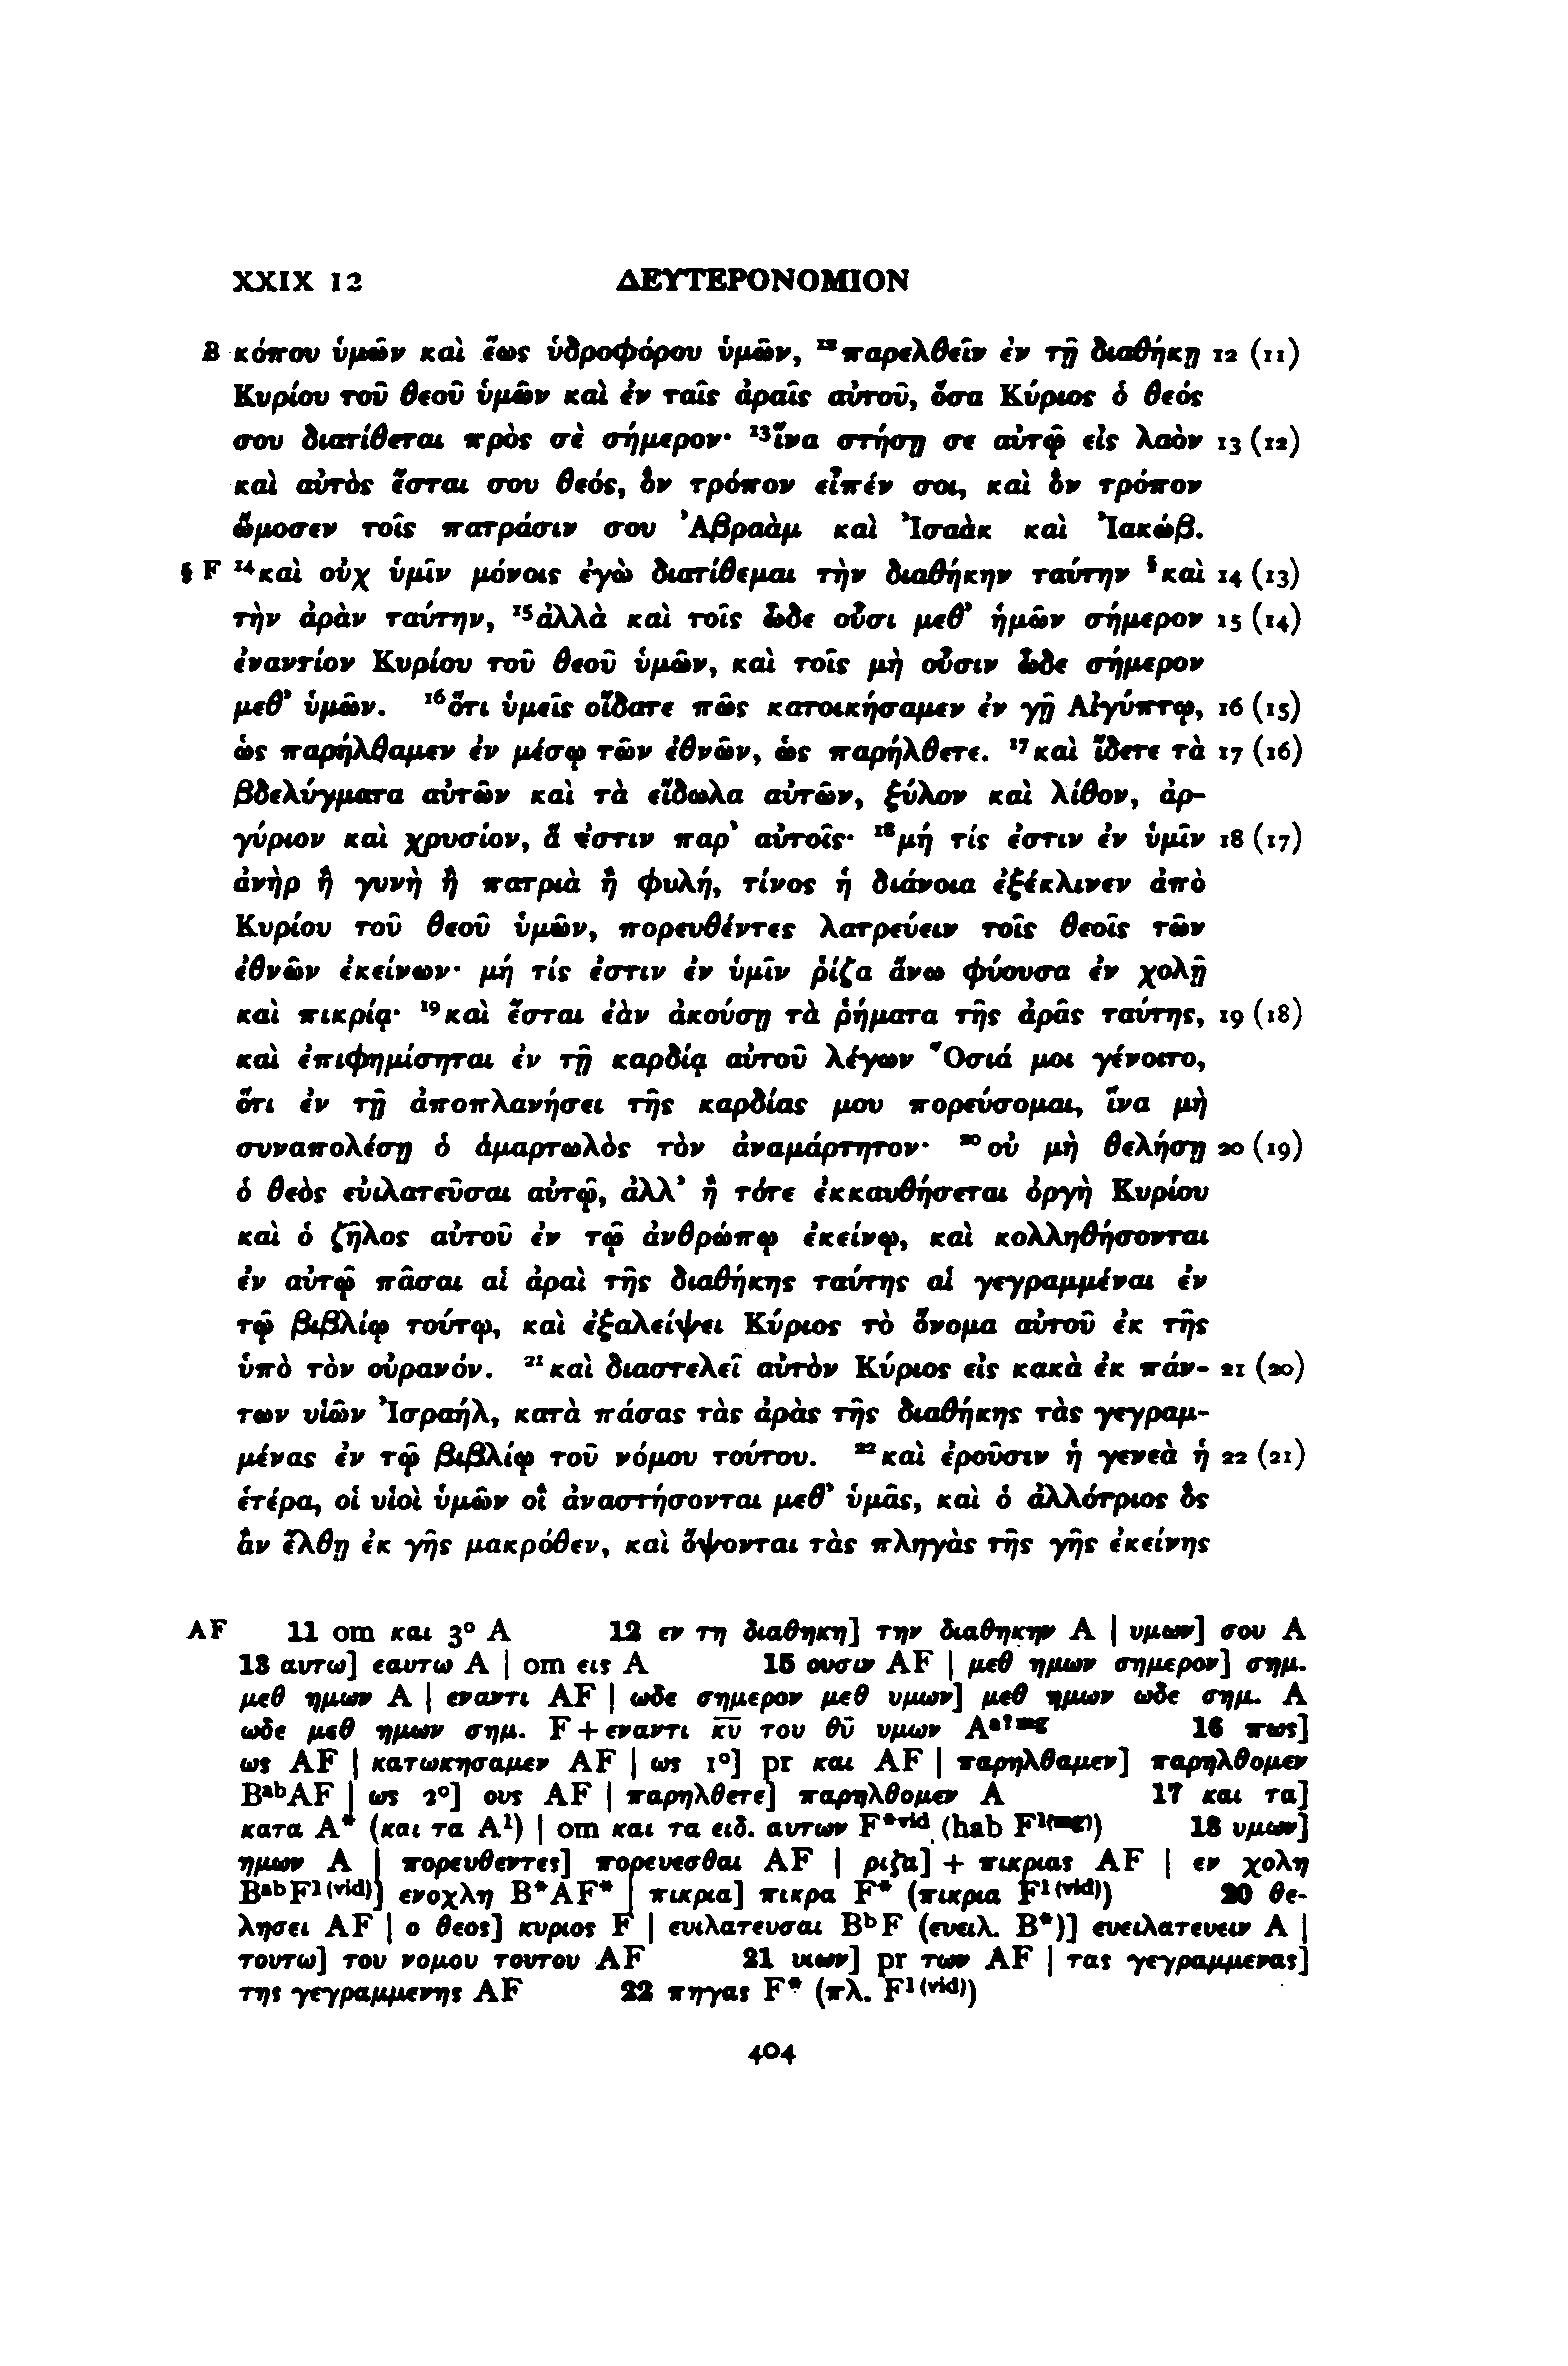 XXIX 12 ΔΕΥΤΕΡΟΝΟΜΙΟΝ
B κόπου ὑμῶν καὶ ἕως ὑδροφόρου ὑμῶν, ¹²παρελθεῖν ἐν τῇ διαθήκῃ 12 (11)
Κυρίου τοῦ θεοῦ ὑμῶν καὶ ἐν ταῖς ἀραῖς αὐτοῦ, ὅσα Κύριος ὁ θεός
σου διατίθεται πρὸς σὲ σήμερον· ¹³ἵνα στήσῃ σε αὐτῷ εἰς λαὸν 13 (12)
καὶ αὐτὸς ἔσται σου θεός, ὃν τρόπον εἶπέν σοι, καὶ ὃν τρόπον
ὤμοσεν τοῖς πατράσιν σου Ἀβραὰμ καὶ Ἰσαὰκ καὶ Ἰακώβ.
§ F ¹⁴καὶ οὐχ ὑμῖν μόνοις ἐγὼ διατίθεμαι τὴν διαθήκην ταύτην §καὶ 14 (13)
τὴν ἀρὰν ταύτην, ¹⁵ἀλλὰ καὶ τοῖς ὧδε οὖσι μεθ’ ἡμῶν σήμερον 15 (14)
ἐναντίον Κυρίου τοῦ θεοῦ ὑμῶν, καὶ τοῖς μὴ οὖσιν ὧδε σήμερον
μεθ’ ὑμῶν. ¹⁶ὅτι ὑμεῖς οἴδατε πῶς κατοικήσαμεν ἐν γῇ Αἰγύπτῳ, 16 (15)
ὡς παρήλθαμεν ἐν μέσῳ τῶν ἐθνῶν, ὡς παρήλθετε. ¹⁷καὶ ἴδετε τὰ 17 (16)
βδελύγματα αὐτῶν καὶ τὰ εἴδωλα αὐτῶν, ξύλον καὶ λίθον, ἀρ-
γύριον καὶ χρυσίον, ἅ ἐστιν παρ’ αὐτοῖς· ¹⁸μή τίς ἐστιν ἐν ὑμῖν 18 (17)
ἀνὴρ ἢ γυνὴ ἢ πατριὰ ἢ φυλή, τίνος ἡ διάνοια ἐξέκλινεν ἀπὸ
Κυρίου τοῦ θεοῦ ὑμῶν, πορευθέντες λατρεύειν τοῖς θεοῖς τῶν
ἐθνῶν ἐκείνων· μή τίς ἐστιν ἐν ὑμῖν ῥίζα ἄνω φύουσα ἐν χολῇ
καὶ πικρίᾳ· ¹⁹καὶ ἔσται ἐὰν ἀκούσῃ τὰ ῥήματα τῆς ἀρᾶς ταύτης, 19 (18)
καὶ ἐπιφημίσηται ἐν τῇ καρδίᾳ αὐτοῦ λέγων Ὅσιά μοι γένοιτο,
ὅτι ἐν τῇ ἀποπλανήσει τῆς καρδίας μου πορεύσομαι, ἵνα μὴ
συναπολέσῃ ὁ ἁμαρτωλὸς τὸν ἀναμάρτητον· ²⁰οὐ μὴ θελήσῃ 20 (19)
ὁ θεὸς εὐιλατεῦσαι αὐτῷ, ἀλλ’ ἢ τότε ἐκκαυθήσεται ὀργὴ Κυρίου
καὶ ὁ ζῆλος αὐτοῦ ἐν τῷ ἀνθρώπῳ ἐκείνῳ, καὶ κολληθήσονται
ἐν αὐτῷ πᾶσαι αἱ ἀραὶ τῆς διαθήκης ταύτης αἱ γεγραμμέναι ἐν
τῷ βιβλίῳ τούτῳ, καὶ ἐξαλείψει Κύριος τὸ ὄνομα αὐτοῦ ἐκ τῆς
ὑπὸ τὸν οὐρανόν. ²¹καὶ διαστελεῖ αὐτὸν Κύριος εἰς κακὰ ἐκ πάν- 21 (20)
των υἱῶν Ἰσραήλ, κατὰ πάσας τὰς ἀρὰς τῆς διαθήκης τὰς γεγραμ-
μένας ἐν τῷ βιβλίῳ τοῦ νόμου τούτου. ²²καὶ ἐροῦσιν ἡ γενεὰ ἡ 22 (21)
ἑτέρα, οἱ υἱοὶ ὑμῶν οἳ ἀναστήσονται μεθ’ ὑμᾶς, καὶ ὁ ἀλλότριος ὃς
ἂν ἔλθῃ ἐκ γῆς μακρόθεν, καὶ ὄψονται τὰς πληγὰς τῆς γῆς ἐκείνης
AF 11 om και 3° A 12 εν τη διαθηκη] την διαθηκην A | υμων] σου A
13 αυτω] εαυτω A | om εις A 15 ουσιν AF | μεθ ημων σημερον] σημ.
μεθ ημων A | εναντι AF | ωδε σημερον μεθ υμων] μεθ ημων ωδε σημ. A
ωδε μεθ ημων σημ. F + εναντι κ̅υ̅ του θ̅υ̅ υμων Aᵃ?ᵐᵍ 16 πως]
ως AF | κατωκησαμεν AF | ως 1°] pr και AF | παρηλθαμεν] παρηλθομεν
BᵃᵇAF | ως 2°] ους AF | παρηλθετε] παρηλθομεν A 17 και τα]
κατα A* (και τα A¹) | om και τα ειδ. αυτων F*ᵛⁱᵈ (hab F¹⁽ᵐᵍ⁾) 18 υμων]
ημων A | πορευθεντες] πορευεσθαι AF | ριζα] + πικριας AF | εν χολη
BᵃᵇF¹⁽ᵛⁱᵈ⁾] ενοχλη B*AF* | πικρια] πικρα F* (πικρια F¹⁽ᵛⁱᵈ⁾) 20 θε-
λησει AF | ο θεος] κυριος F | ευιλατευσαι BᵇF (ευειλ. B*)] ευειλατευειν A |
τουτω] του νομου τουτου AF 21 υιων] pr των AF | τας γεγραμμενας]
της γεγραμμενης AF 22 πηγας F* (πλ. F¹⁽ᵛⁱᵈ⁾)
404